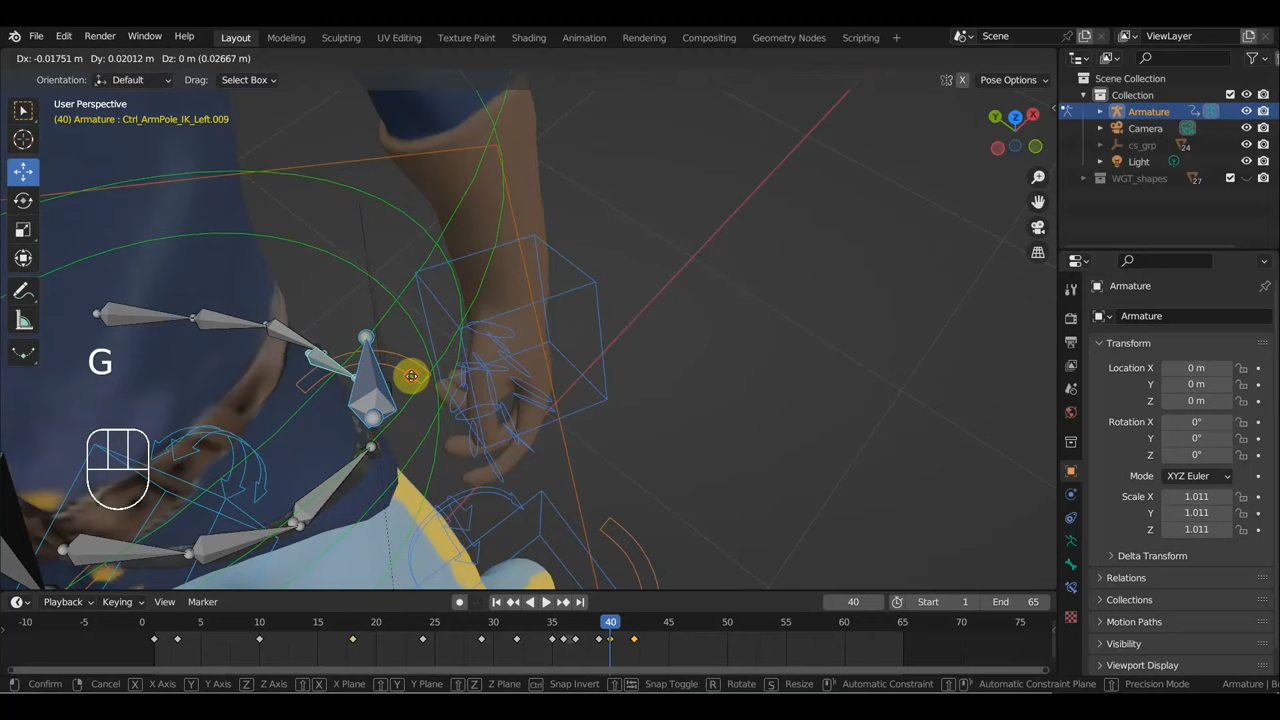 File Edit Render Window Help Layout Modeling Sculpting UV Editing Texture Paint Shading Animation Rendering Compositing Geometry Nodes Scripting + Scene ViewLayer
Dx: -0.01751 m Dy: 0.02012 m Dz: 0 m (0.02667 m)
Orientation: Default Drag: Select Box X Pose Options
Scene Collection
User Perspective
(40) Armature : Ctrl_ArmPole_IK_Left.009
Collection
Armature
Camera
cs_grp 24
Light
WGT_shapes 27
Y Z X
G
Armature
Armature
Transform
Location X 0 m
Y 0 m
Z 0 m
Rotation X 0°
Y 0°
Z 0°
Mode XYZ Euler
Scale X 1.011
Y 1.011
Z 1.011
Delta Transform
Relations
Collections
Motion Paths
Visibility
Viewport Display
Playback Keying View Marker 40 Start 1 End 65
-10 -5 0 5 10 15 20 25 30 35 40 45 50 55 60 65 70 75
Confirm Cancel X X Axis Y Y Axis Z Z Axis X X Plane Y Y Plane Z Z Plane Ctrl Snap Invert Snap Toggle R Rotate S Resize Automatic Constraint Automatic Constraint Plane Precision Mode Armature | Bo